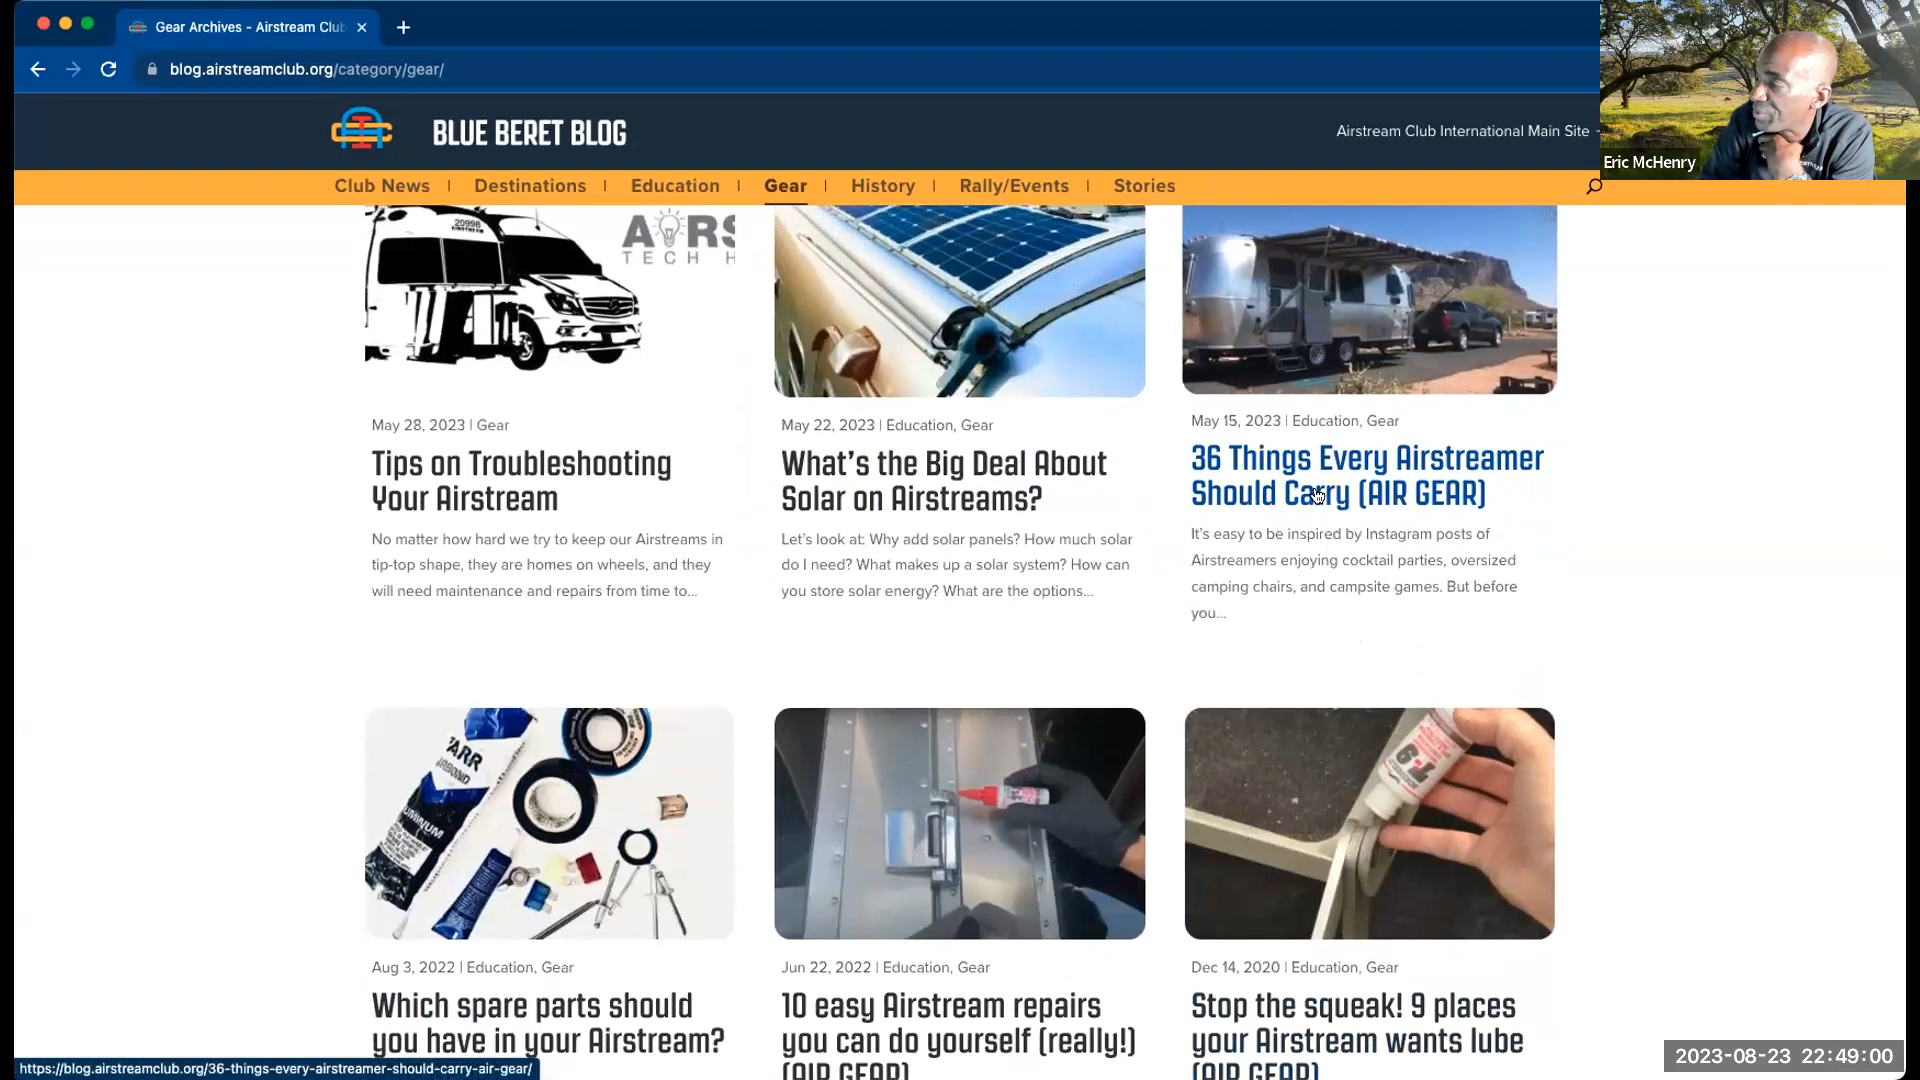 Gear Archives - Airstream Club
blog.airstreamclub.org/category/gear/
BLUE BERET BLOG
Airstream Club International Main Site
Eric McHenry
Club News | Destinations | Education | Gear | History | Rally/Events | Stories
20998
AIRSTREAM
TECH H
May 28, 2023 | Gear
Tips on Troubleshooting
Your Airstream
No matter how hard we try to keep our Airstreams in
tip-top shape, they are homes on wheels, and they
will need maintenance and repairs from time to...
May 22, 2023 | Education, Gear
What's the Big Deal About
Solar on Airstreams?
Let's look at: Why add solar panels? How much solar
do I need? What makes up a solar system? How can
you store solar energy? What are the options...
May 15, 2023 | Education, Gear
36 Things Every Airstreamer
Should Carry (AIR GEAR)
It's easy to be inspired by Instagram posts of
Airstreamers enjoying cocktail parties, oversized
camping chairs, and campsite games. But before
you...
Aug 3, 2022 | Education, Gear
Which spare parts should
you have in your Airstream?
Jun 22, 2022 | Education, Gear
10 easy Airstream repairs
you can do yourself (really!)
(AIR GEAR)
T-9
Dec 14, 2020 | Education, Gear
Stop the squeak! 9 places
your Airstream wants lube
(AIR GEAR)
https://blog.airstreamclub.org/36-things-every-airstreamer-should-carry-air-gear/
2023-08-23 22:49:00